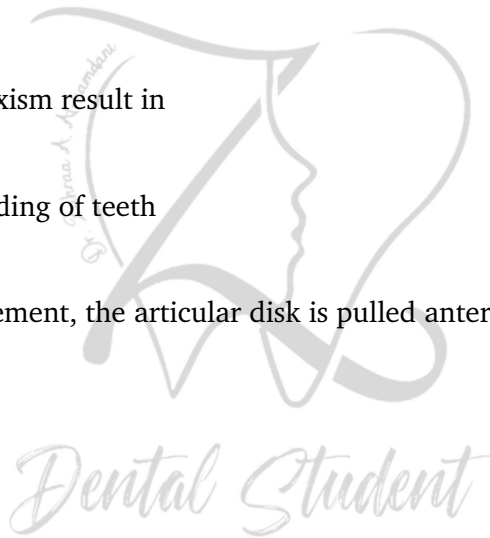 xism result in
ding of teeth
ement, the articular disk is pulled anter
Dental Student